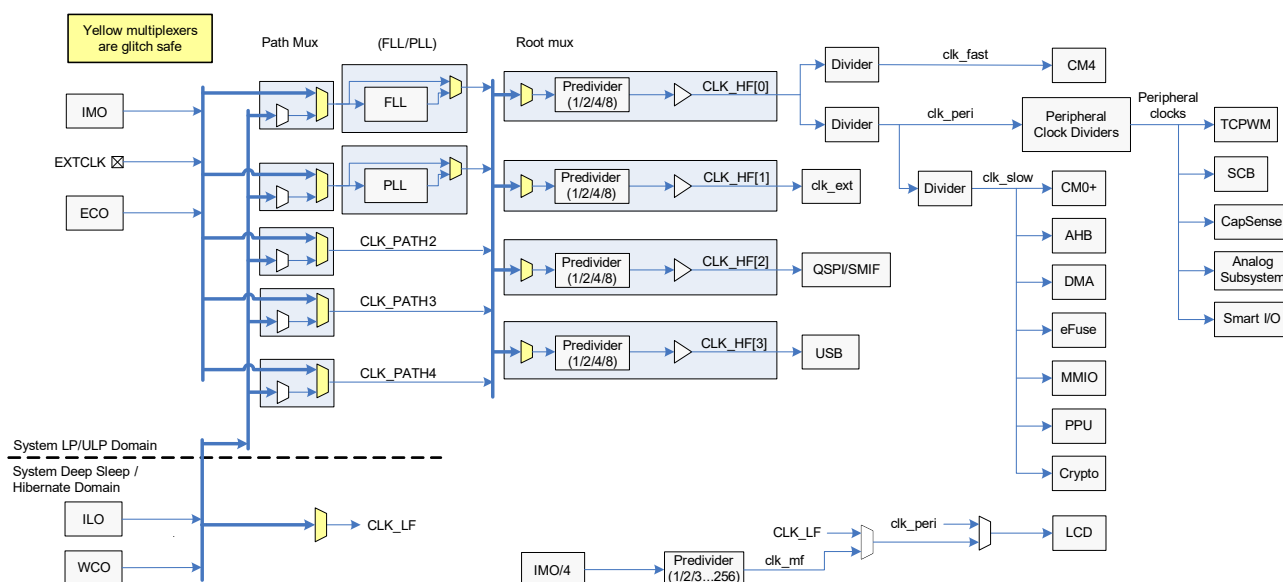 Yellow multiplexers
are glitch safe
Path Mux
(FLL/PLL)
Root mux
IMO
EXTCLK
ECO
FLL
PLL
CLK_PATH2
CLK_PATH3
CLK_PATH4
Predivider
(1/2/4/8)
CLK_HF[0]
Predivider
(1/2/4/8)
CLK_HF[1]
Predivider
(1/2/4/8)
CLK_HF[2]
Predivider
(1/2/4/8)
CLK_HF[3]
clk_ext
QSPI/SMIF
USB
Divider
clk_fast
CM4
Divider
clk_peri
Peripheral
Clock Dividers
Peripheral
clocks
TCPWM
SCB
CapSense
Analog
Subsystem
Smart I/O
Divider
clk_slow
CM0+
AHB
DMA
eFuse
MMIO
PPU
Crypto
System LP/ULP Domain
System Deep Sleep /
Hibernate Domain
ILO
WCO
CLK_LF
IMO/4
Predivider
(1/2/3...256)
clk_mf
CLK_LF
clk_peri
LCD